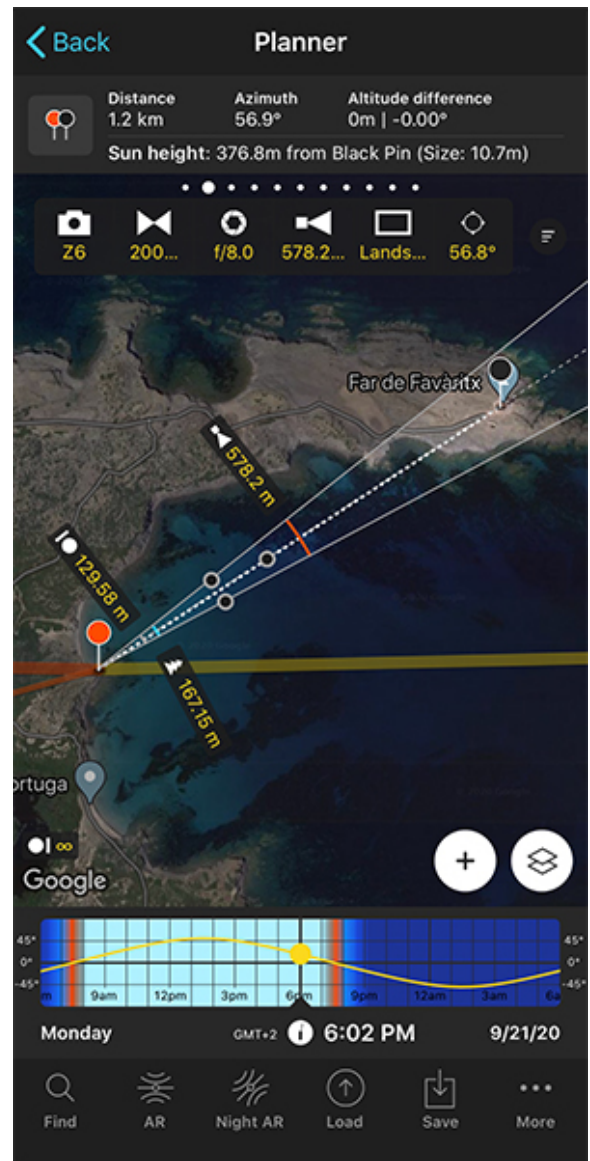 Back
Planner
Distance Azimuth Altitude difference
1.2 km 56.9° 0m | -0.00°
Sun height: 376.8m from Black Pin (Size: 10.7m)
Z6 200... f/8.0 578.2... Lands... 56.8°
Far de Favàritx
578.2 m
129.58 m
167.15 m
ortuga
∞
Google
45° 45°
0° 0°
-45° -45°
m 9am 12pm 3pm 6pm 9pm 12am 3am 6a
Monday GMT+2 i 6:02 PM 9/21/20
Find AR Night AR Load Save More